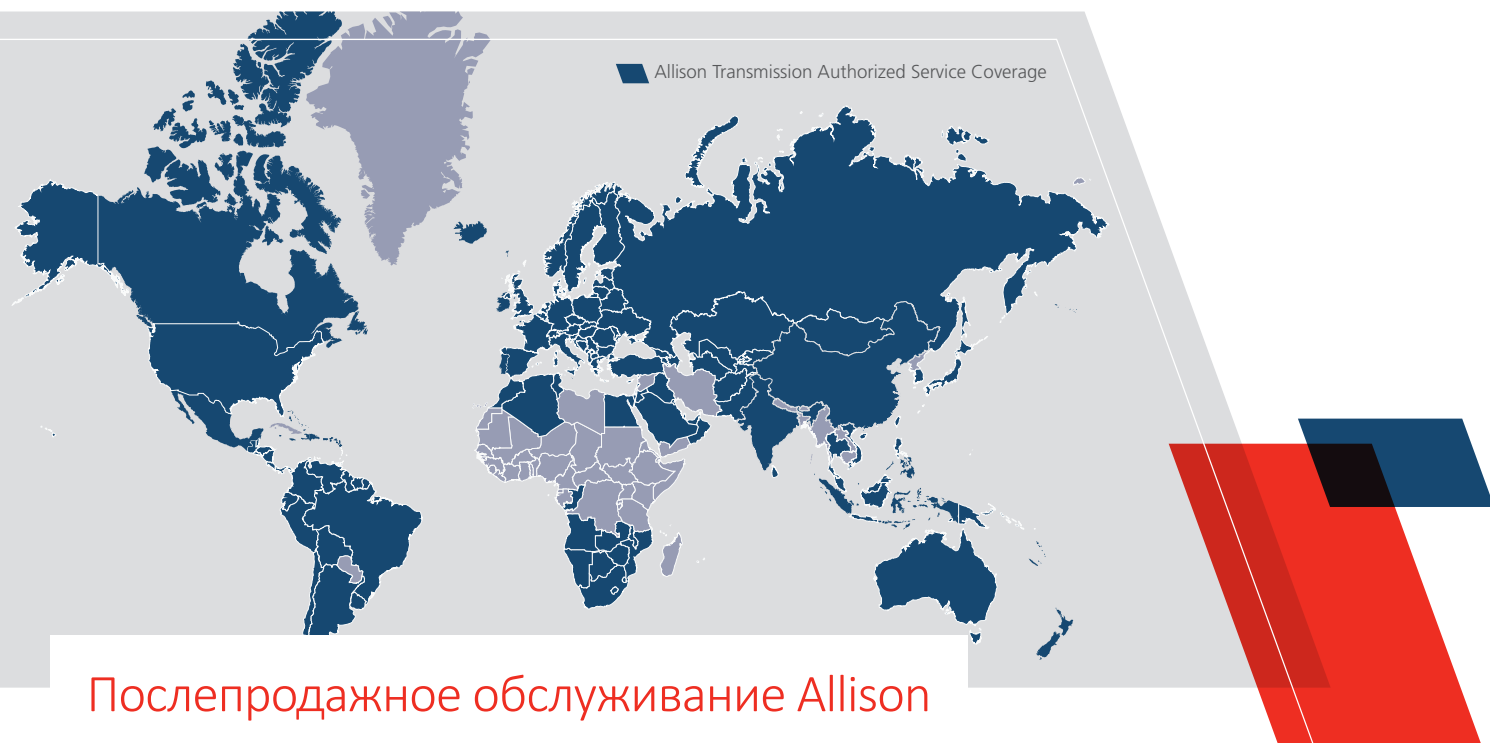 Allison Transmission Authorized Service Coverage
Послепродажное обслуживание Allison